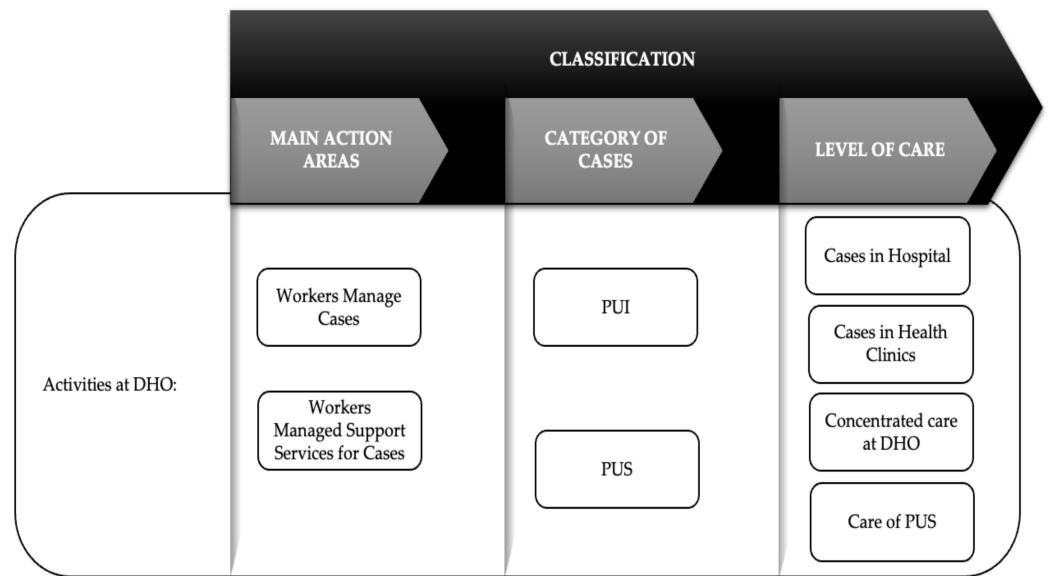 CLASSIFICATION
MAIN ACTION
AREAS
CATEGORY OF
CASES
LEVEL OF CARE
Activities at DHO:
Workers Manage
Cases
Workers
Managed Support
Services for Cases
PUI
PUS
Cases in Hospital
Cases in Health
Clinics
Concentrated care
at DHO
Care of PUS